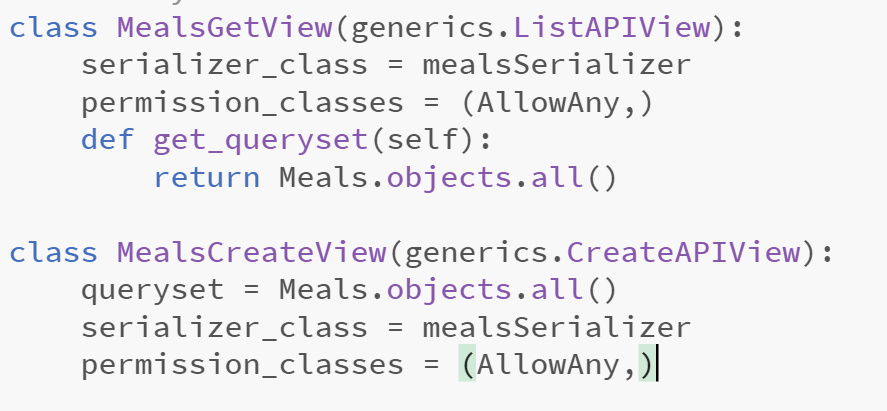 class MealsGetView(generics.ListAPIView):
    serializer_class = mealsSerializer
    permission_classes = (AllowAny,)
    def get_queryset(self):
        return Meals.objects.all()

class MealsCreateView(generics.CreateAPIView):
    queryset = Meals.objects.all()
    serializer_class = mealsSerializer
    permission_classes = (AllowAny,)